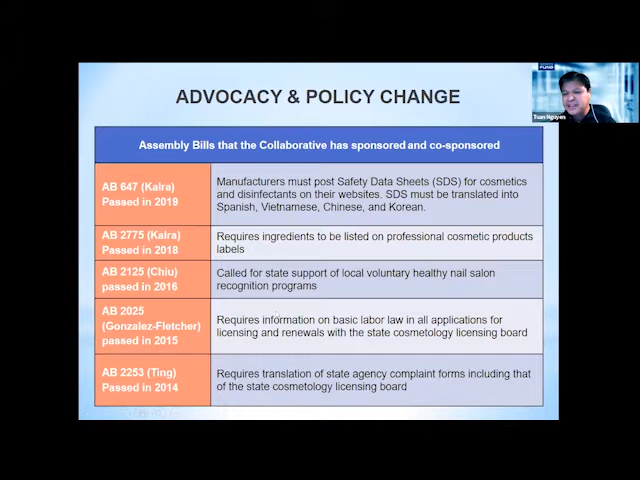 ADVOCACY & POLICY CHANGE
FUND
Tuan Nguyen
Assembly Bills that the Collaborative has sponsored and co-sponsored
AB 647 (Kalra)
Passed in 2019
Manufacturers must post Safety Data Sheets (SDS) for cosmetics
and disinfectants on their websites. SDS must be translated into
Spanish, Vietnamese, Chinese, and Korean.
AB 2775 (Kalra)
Passed in 2018
Requires ingredients to be listed on professional cosmetic products
labels
AB 2125 (Chiu)
passed in 2016
Called for state support of local voluntary healthy nail salon
recognition programs
AB 2025
(Gonzalez-Fletcher)
passed in 2015
Requires information on basic labor law in all applications for
licensing and renewals with the state cosmetology licensing board
AB 2253 (Ting)
Passed in 2014
Requires translation of state agency complaint forms including that
of the state cosmetology licensing board